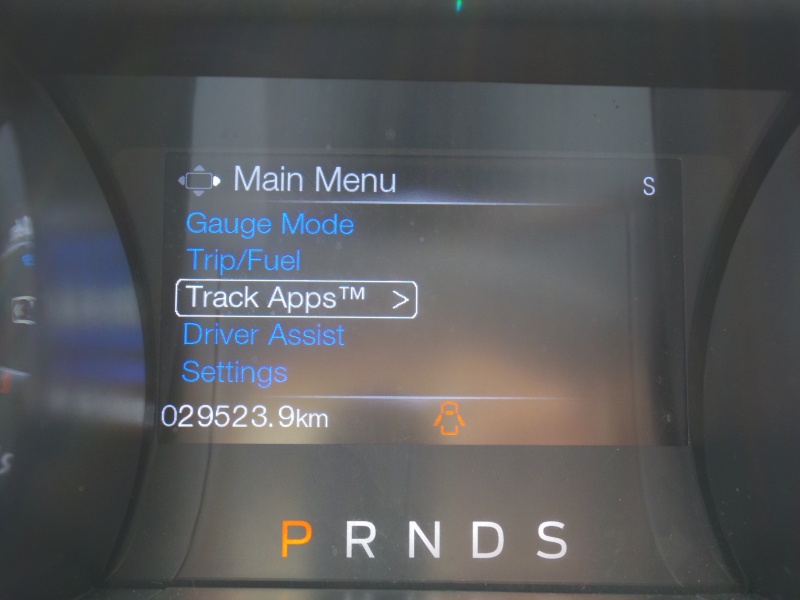 Main Menu S
Gauge Mode
Trip/Fuel
Track Apps™ >
Driver Assist
Settings
029523.9km
P R N D S